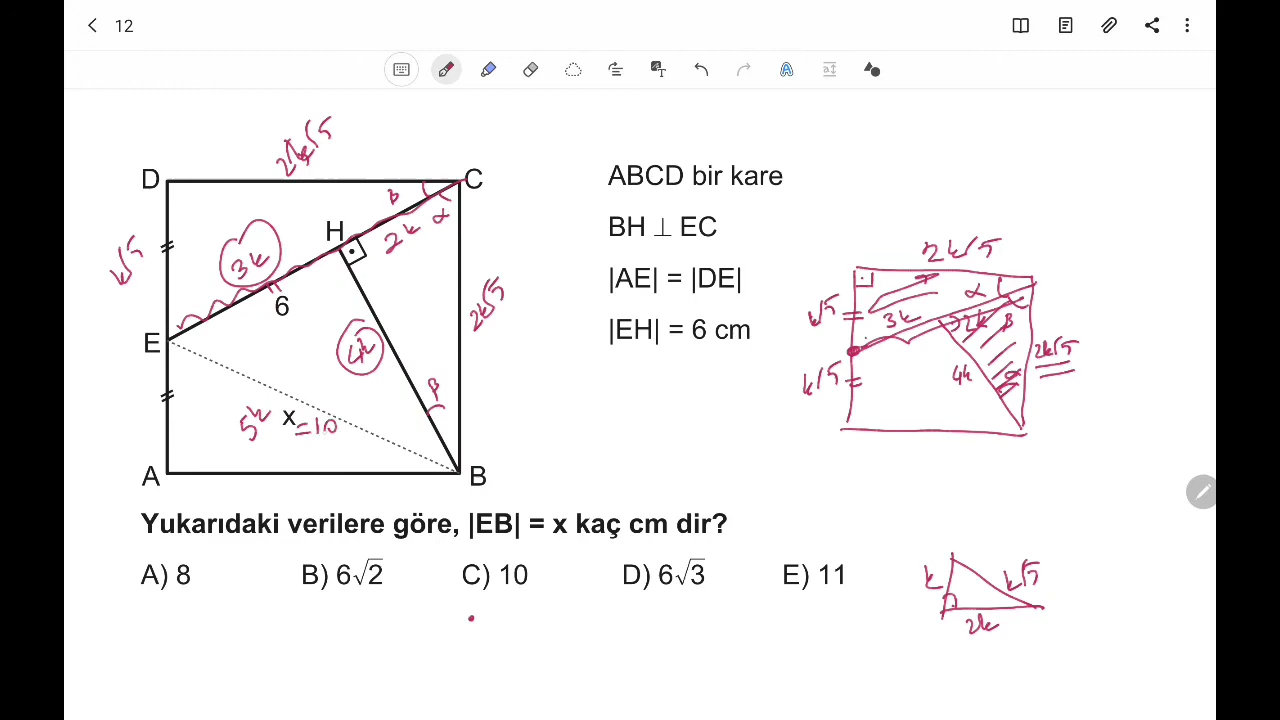 12
2k√5
D
C
β
α
H
2k
3k
k√5
6
2k√5
E
4k
β
5k
x
=10
A
B
ABCD bir kare
BH ⊥ EC
|AE| = |DE|
|EH| = 6 cm
2k√5
α
k√5
3k
2k
β
2k√5
k√5
4k
α
Yukarıdaki verilere göre, |EB| = x kaç cm dir?
A) 8 B) 6√2 C) 10 D) 6√3 E) 11
k
k√5
2k